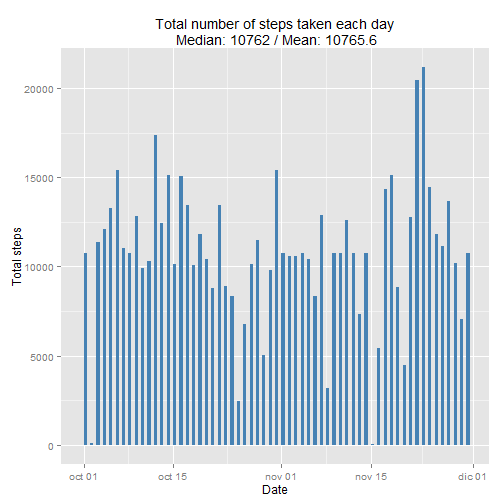 Total number of steps taken each day
Median: 10762 / Mean: 10765.6
Total steps
20000
15000
10000
5000
0
oct 01
oct 15
nov 01
nov 15
dic 01
Date